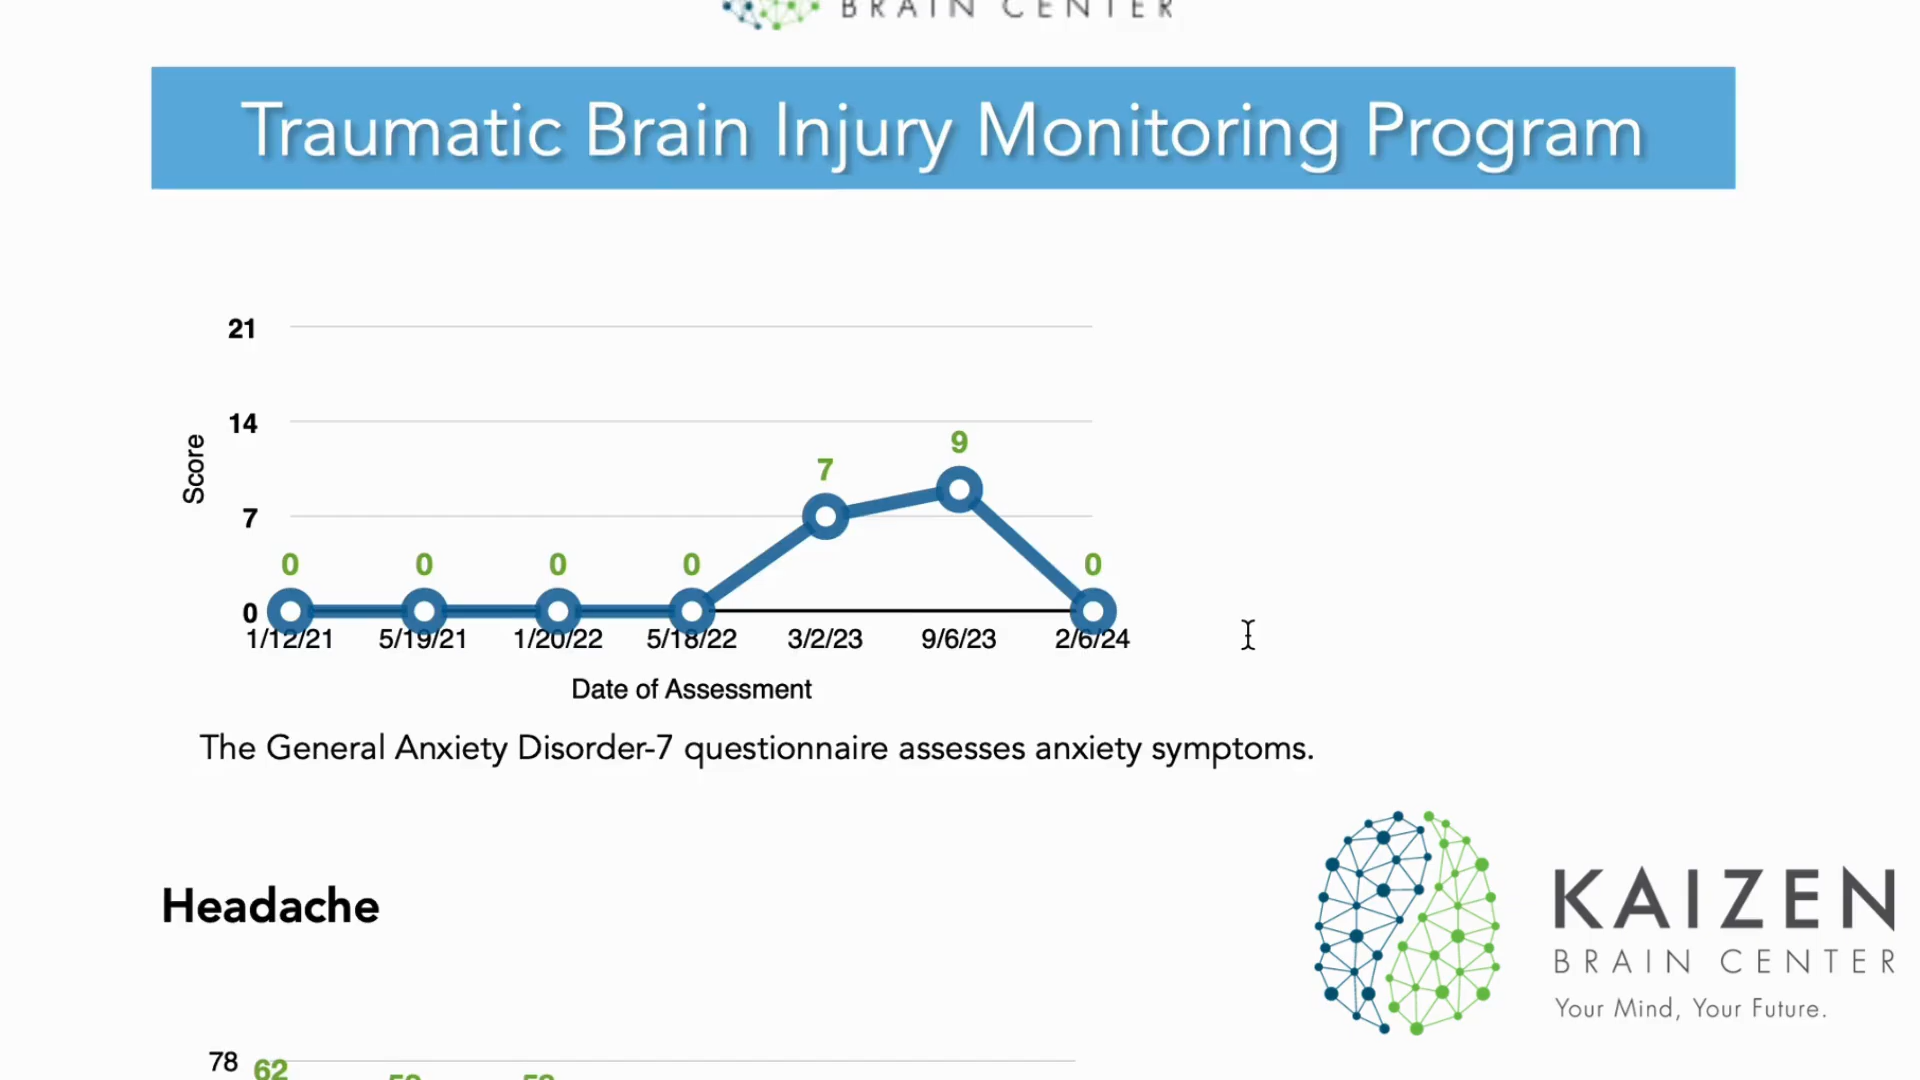 BRAIN CENTER
Traumatic Brain Injury Monitoring Program
21
14
7
0
Score
0
0
0
0
7
9
0
1/12/21 5/19/21 1/20/22 5/18/22 3/2/23 9/6/23 2/6/24
Date of Assessment
The General Anxiety Disorder-7 questionnaire assesses anxiety symptoms.
Headache
KAIZEN
BRAIN CENTER
Your Mind, Your Future.
78
62